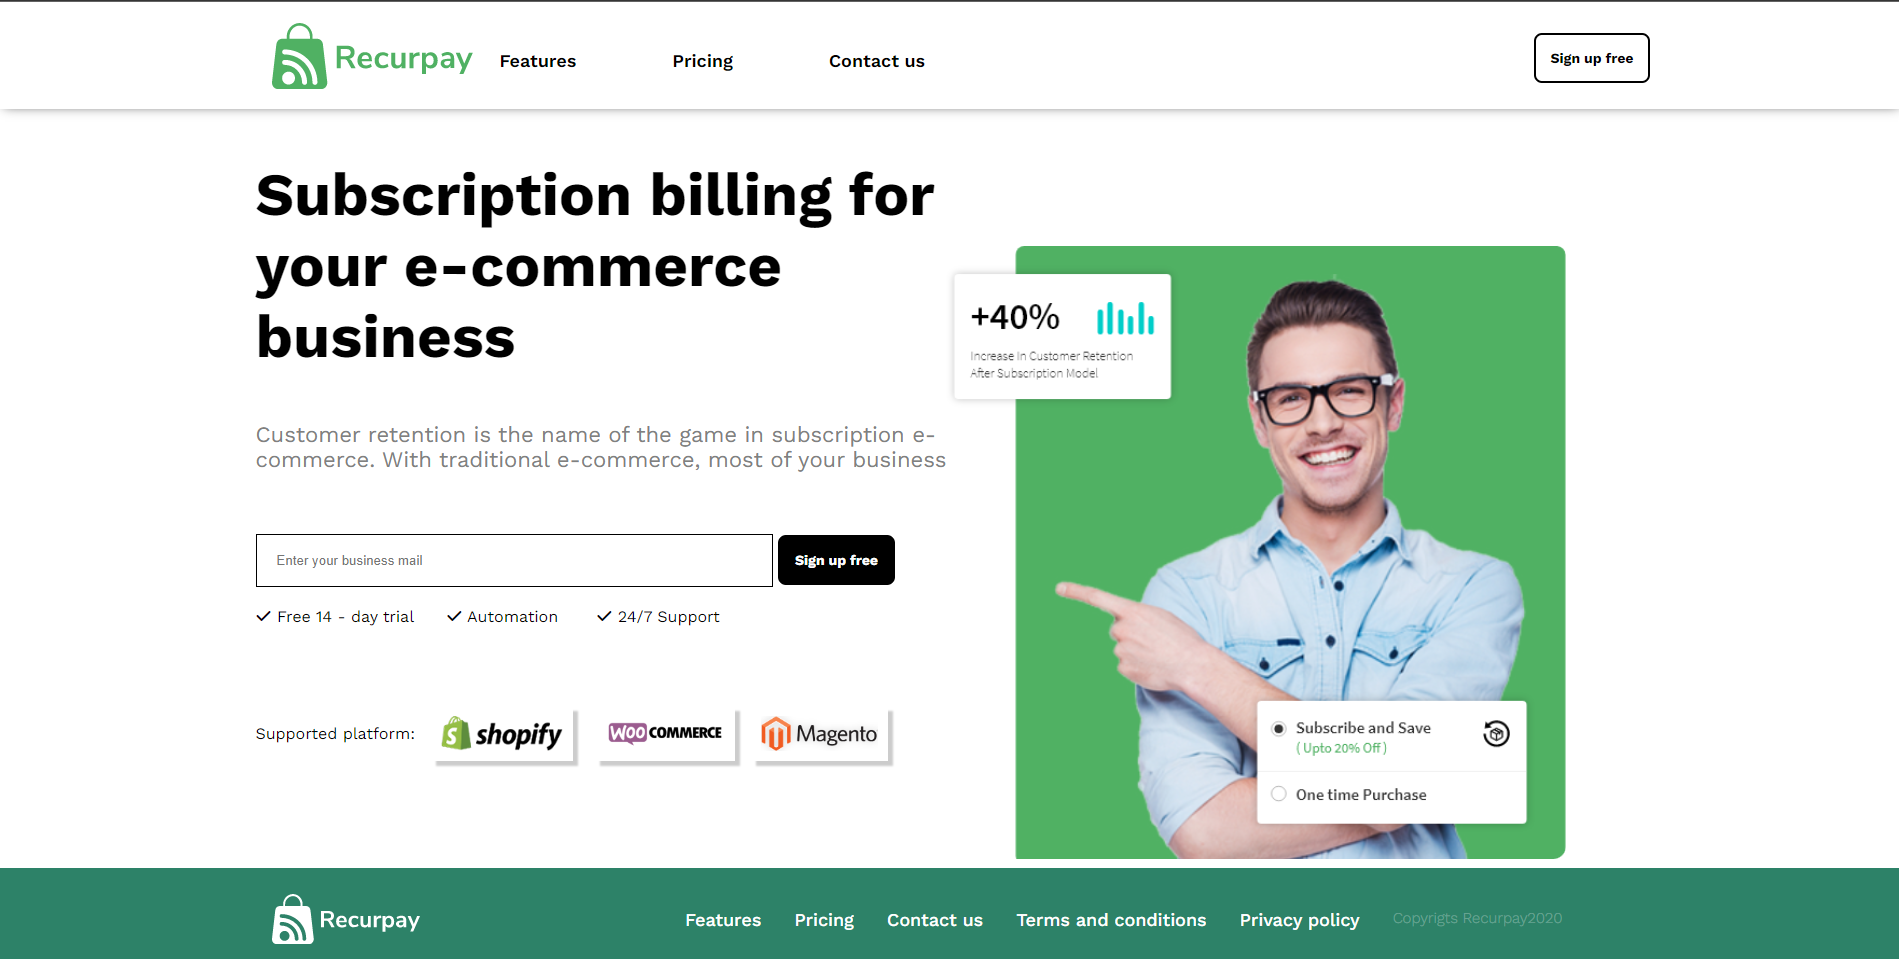 Recurpay
Features
Pricing
Contact us
Sign up free
Subscription billing for
your e-commerce
business
Customer retention is the name of the game in subscription e-
commerce. With traditional e-commerce, most of your business
Enter your business mail
Sign up free
Free 14 - day trial
Automation
24/7 Support
Supported platform:
shopify
WOO COMMERCE
Magento
+40%
Increase In Customer Retention
After Subscription Model
Subscribe and Save
( Upto 20% Off )
One time Purchase
Recurpay
Features
Pricing
Contact us
Terms and conditions
Privacy policy
Copyrigts Recurpay2020